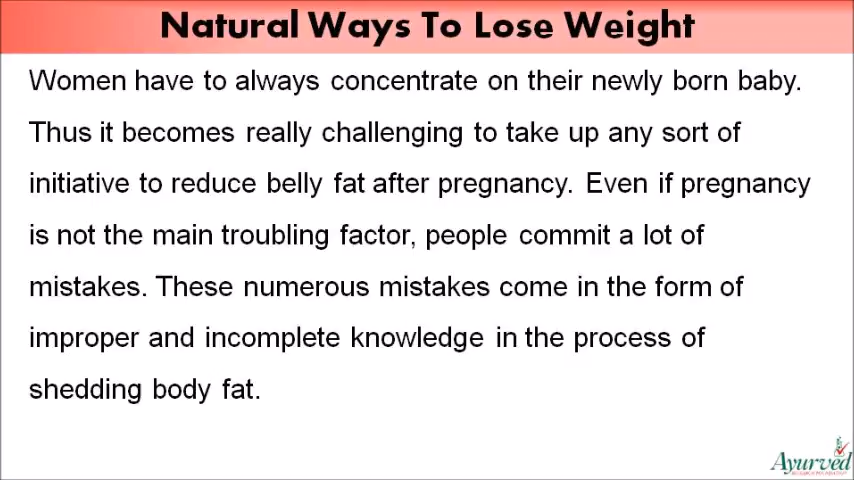 Natural Ways To Lose Weight
Women have to always concentrate on their newly born baby.
Thus it becomes really challenging to take up any sort of
initiative to reduce belly fat after pregnancy. Even if pregnancy
is not the main troubling factor, people commit a lot of
mistakes. These numerous mistakes come in the form of
improper and incomplete knowledge in the process of
shedding body fat.
Ayurved